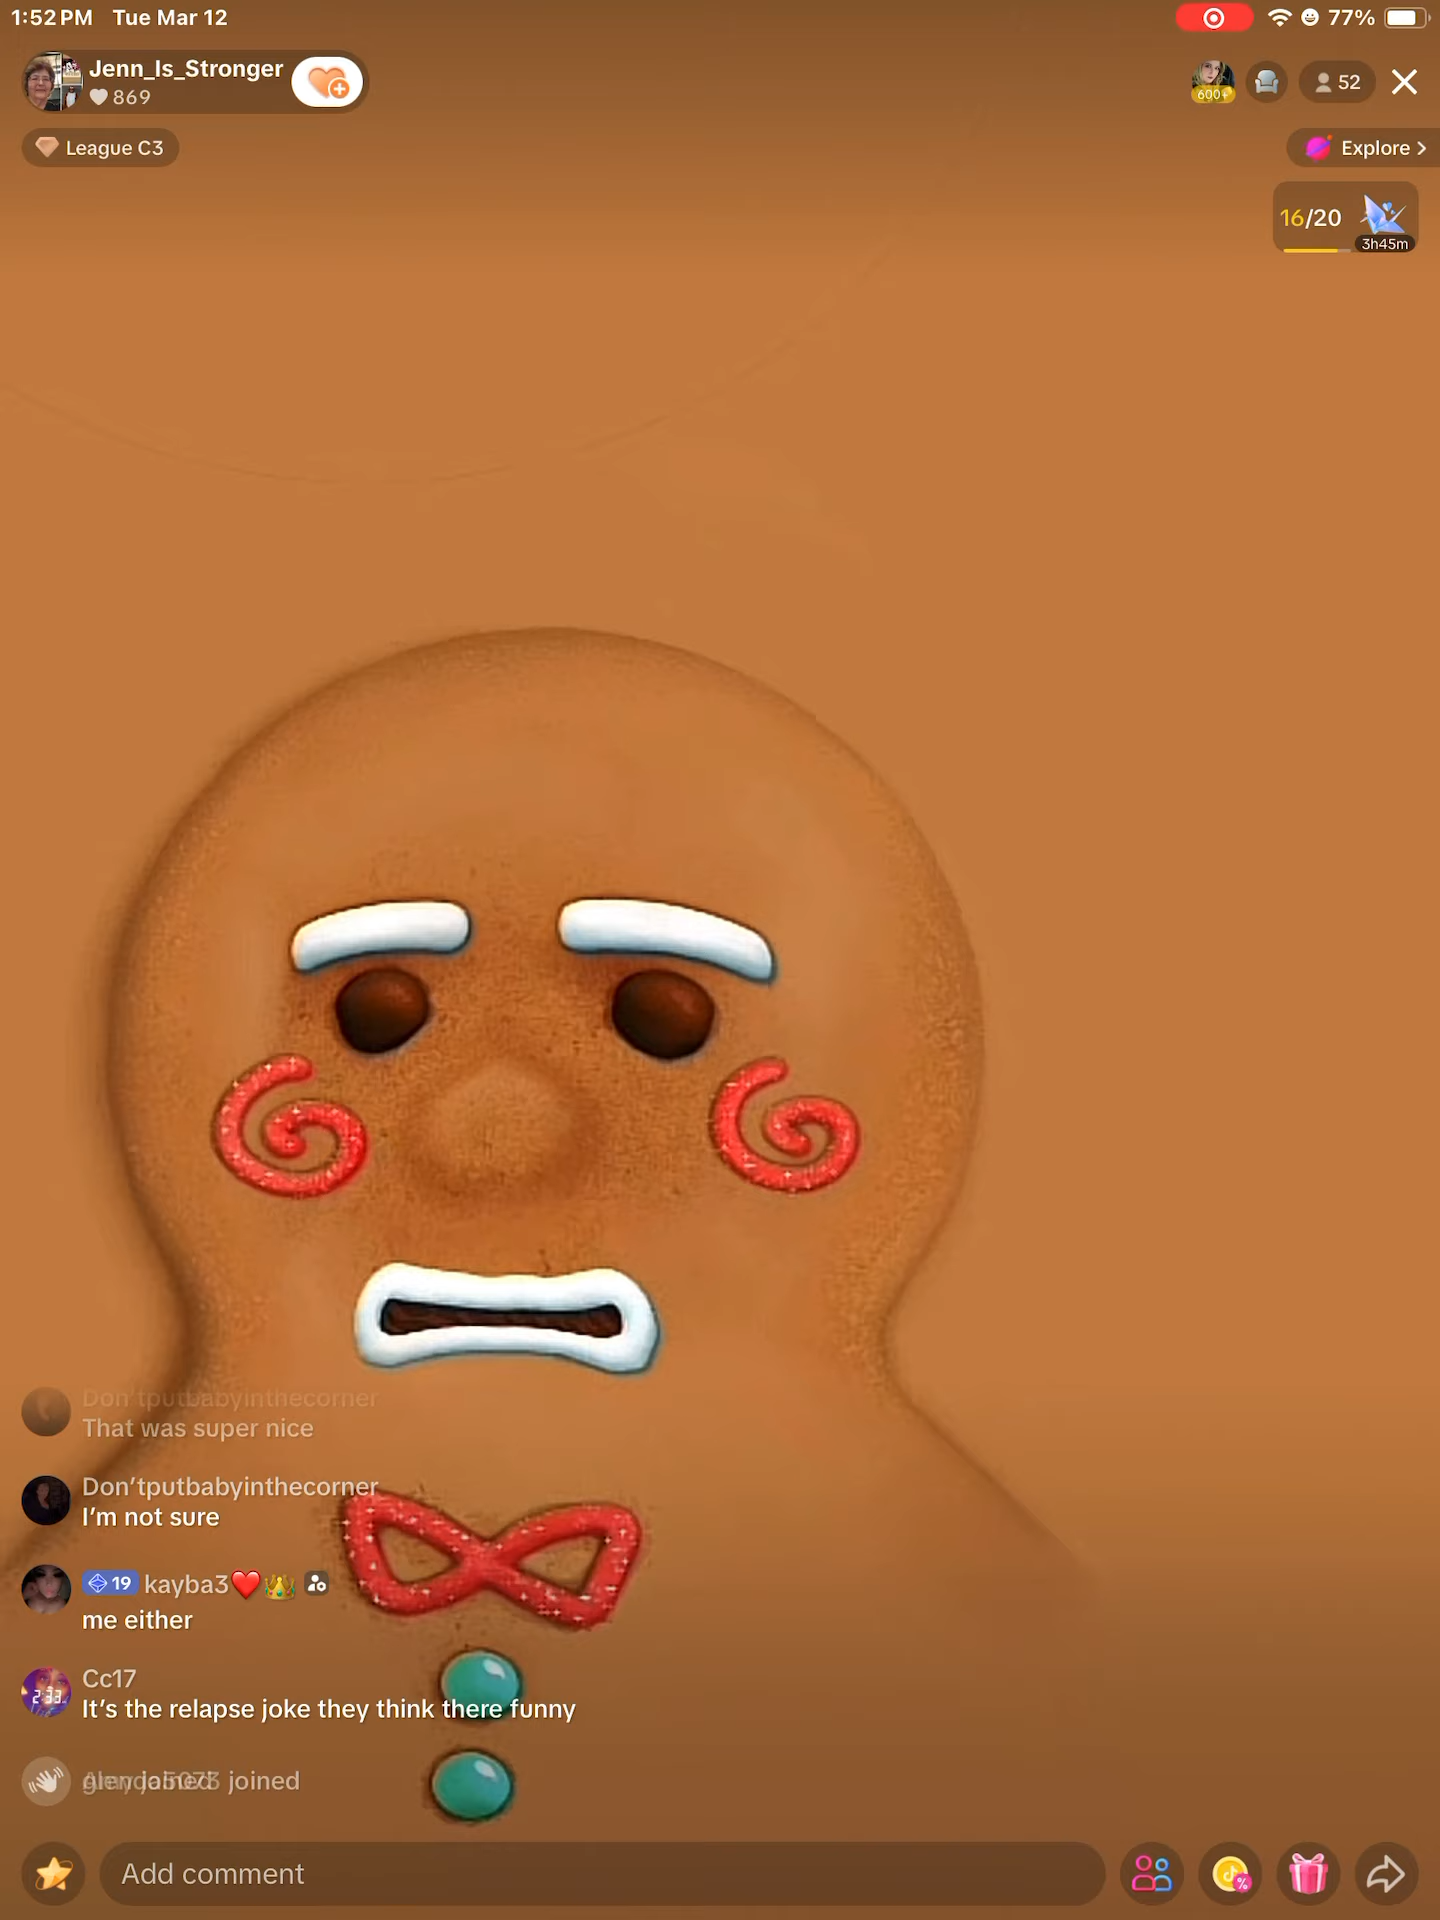 1:52 PM Tue Mar 12
77%
Jenn_Is_Stronger
869
600+
52
League C3
Explore >
16/20
3h45m
Don'tputbabyinthecorner
That was super nice
Don'tputbabyinthecorner
I'm not sure
19 kayba3❤️👑
me either
Cc17
It's the relapse joke they think there funny
joined
Add comment